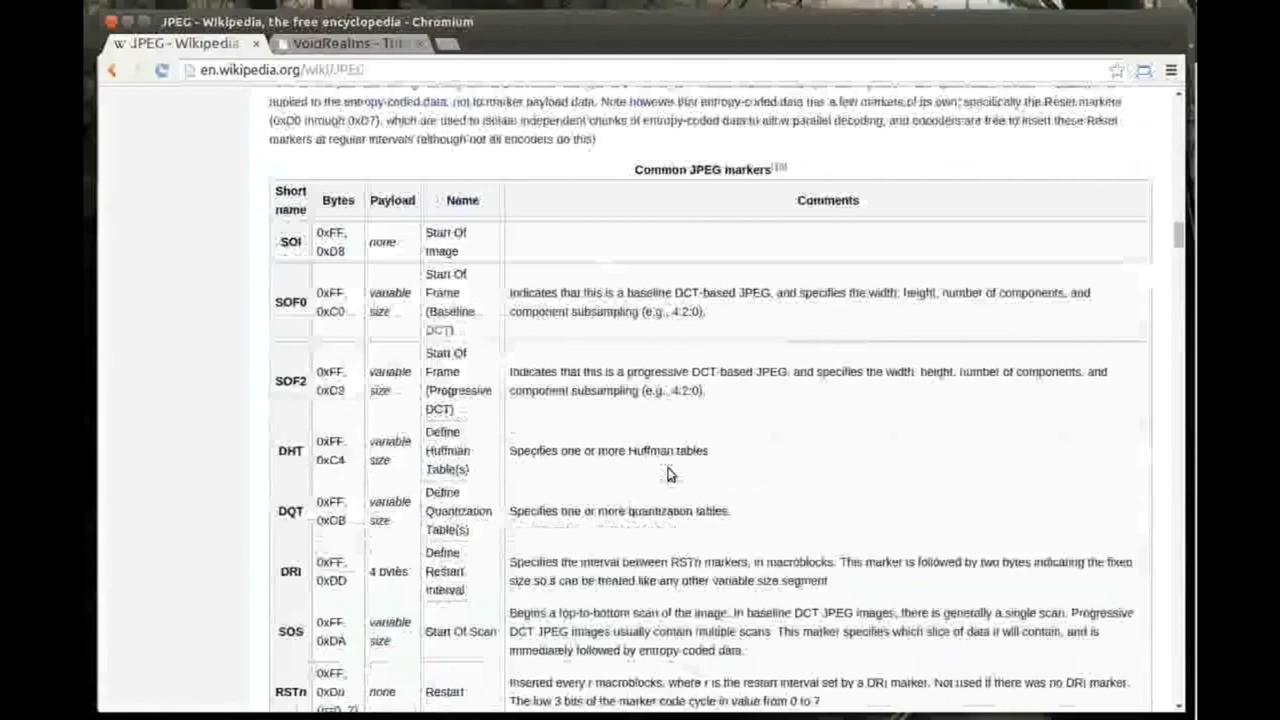 JPEG - Wikipedia, the free encyclopedia - Chromium
W JPEG - Wikipedia × VoidRealms - Tut ×
en.wikipedia.org/wiki/JPEG
applied to the entropy-coded data, not to marker payload data. Note however that entropy-coded data has a few markers of its own; specifically the Reset markers
(0xD0 through 0xD7), which are used to isolate independent chunks of entropy-coded data to allow parallel decoding, and encoders are free to insert these Reset
markers at regular intervals (although not all encoders do this)
Common JPEG markers
Short name Bytes Payload Name Comments
SOI 0xFF, 0xD8 none Start Of Image
SOF0 0xFF, 0xC0 variable size Start Of Frame (Baseline DCT) Indicates that this is a baseline DCT-based JPEG, and specifies the width, height, number of components, and
component subsampling (e.g., 4:2:0).
SOF2 0xFF, 0xC2 variable size Start Of Frame (Progressive DCT) Indicates that this is a progressive DCT-based JPEG, and specifies the width, height, number of components, and
component subsampling (e.g., 4:2:0).
DHT 0xFF, 0xC4 variable size Define Huffman Table(s) Specifies one or more Huffman tables
DQT 0xFF, 0xDB variable size Define Quantization Table(s) Specifies one or more quantization tables.
DRI 0xFF, 0xDD 4 bytes Define Restart Interval Specifies the interval between RSTn markers, in macroblocks. This marker is followed by two bytes indicating the fixed
size so it can be treated like any other variable size segment
SOS 0xFF, 0xDA variable size Start Of Scan Begins a top-to-bottom scan of the image. In baseline DCT JPEG images, there is generally a single scan. Progressive
DCT JPEG images usually contain multiple scans. This marker specifies which slice of data it will contain, and is
immediately followed by entropy-coded data.
RSTn 0xFF, 0xDn (n=0..7) none Restart Inserted every r macroblocks, where r is the restart interval set by a DRI marker. Not used if there was no DRI marker.
The low 3 bits of the marker code cycle in value from 0 to 7